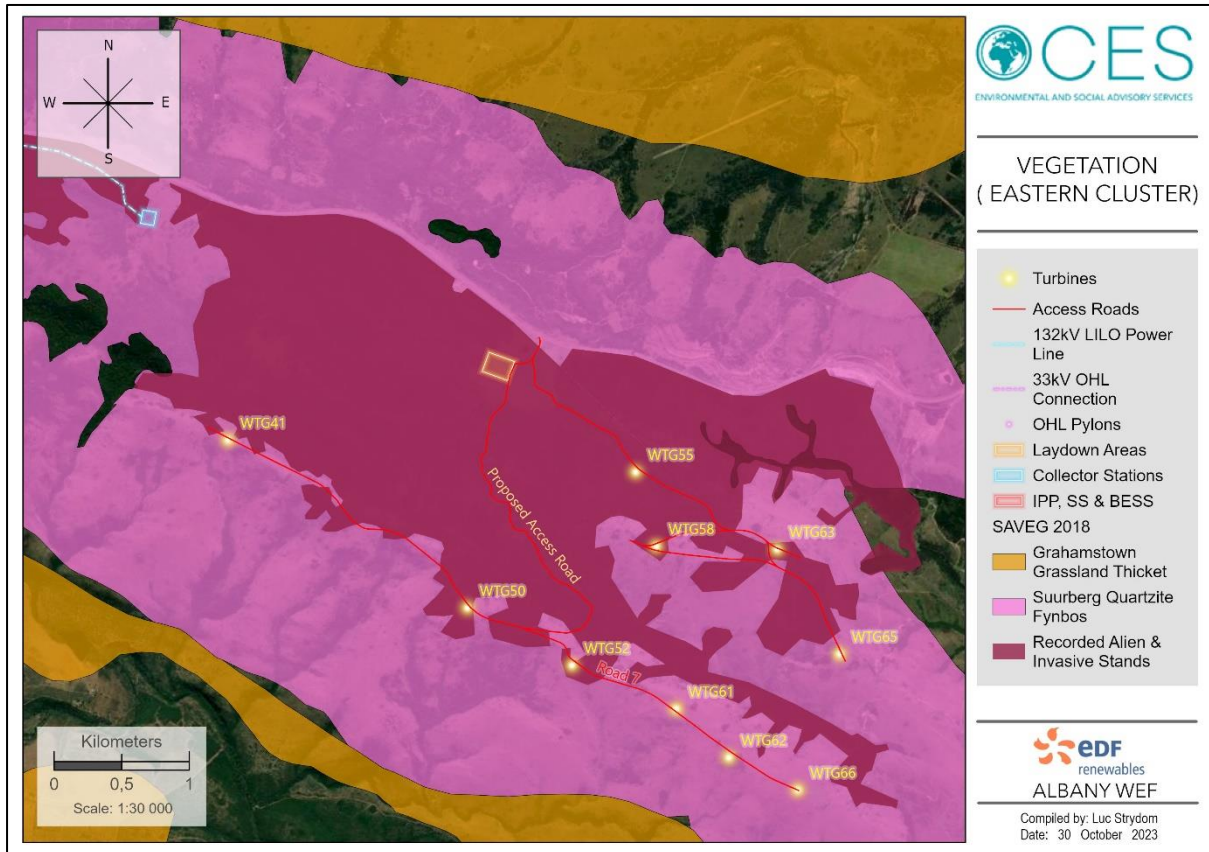 N
W E
S
WTG41
WTG55
WTG58
WTG63
Proposed Access Road
WTG50
WTG65
WTG52
Road 7
WTG61
WTG62
WTG66
Kilometers
0 0,5 1
Scale: 1:30 000
CES
ENVIRONMENTAL AND SOCIAL ADVISORY SERVICES
VEGETATION
( EASTERN CLUSTER)
Turbines
Access Roads
132kV LILO Power
Line
33kV OHL
Connection
OHL Pylons
Laydown Areas
Collector Stations
IPP, SS & BESS
SAVEG 2018
Grahamstown
Grassland Thicket
Suurberg Quartzite
Fynbos
Recorded Alien &
Invasive Stands
eDF
renewables
ALBANY WEF
Compiled by: Luc Strydom
Date: 30 October 2023